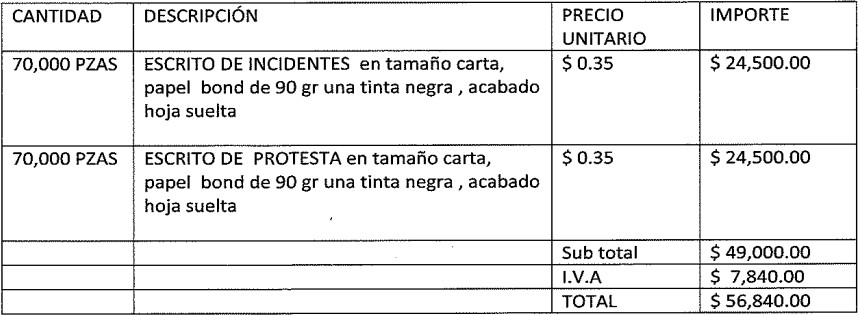 CANTIDAD DESCRIPCIÓN PRECIO UNITARIO IMPORTE
70,000 PZAS ESCRITO DE INCIDENTES en tamaño carta, $ 0.35 $ 24,500.00
papel bond de 90 gr una tinta negra , acabado
hoja suelta
70,000 PZAS ESCRITO DE PROTESTA en tamaño carta, $ 0.35 $ 24,500.00
papel bond de 90 gr una tinta negra , acabado
hoja suelta
Sub total $ 49,000.00
I.V.A $ 7,840.00
TOTAL $ 56,840.00